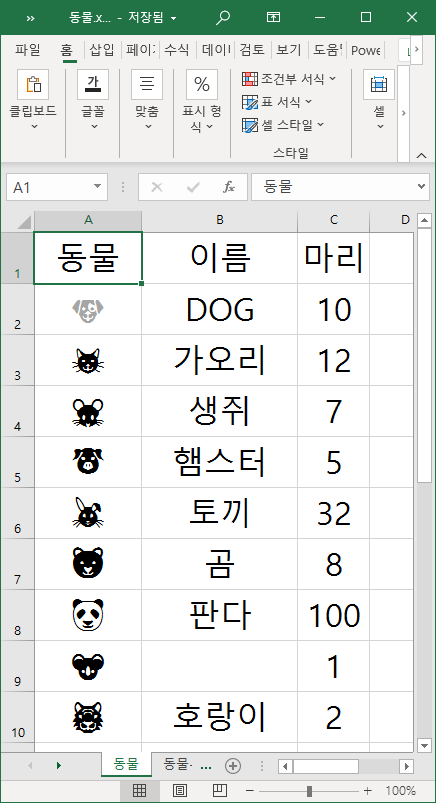 동물.x... - 저장됨
파일 홈 삽입 수식 검토 보기 도움
클립보드 글꼴 맞춤 표시 형식 셀
조건부 서식
표 서식
셀 스타일
스타일
A1 fx 동물
A B C D
1 동물 이름 마리
2 DOG 10
3 가오리 12
4 생쥐 7
5 햄스터 5
6 토끼 32
7 곰 8
8 판다 100
9 1
10 호랑이 2
동물 동물- ...
100%